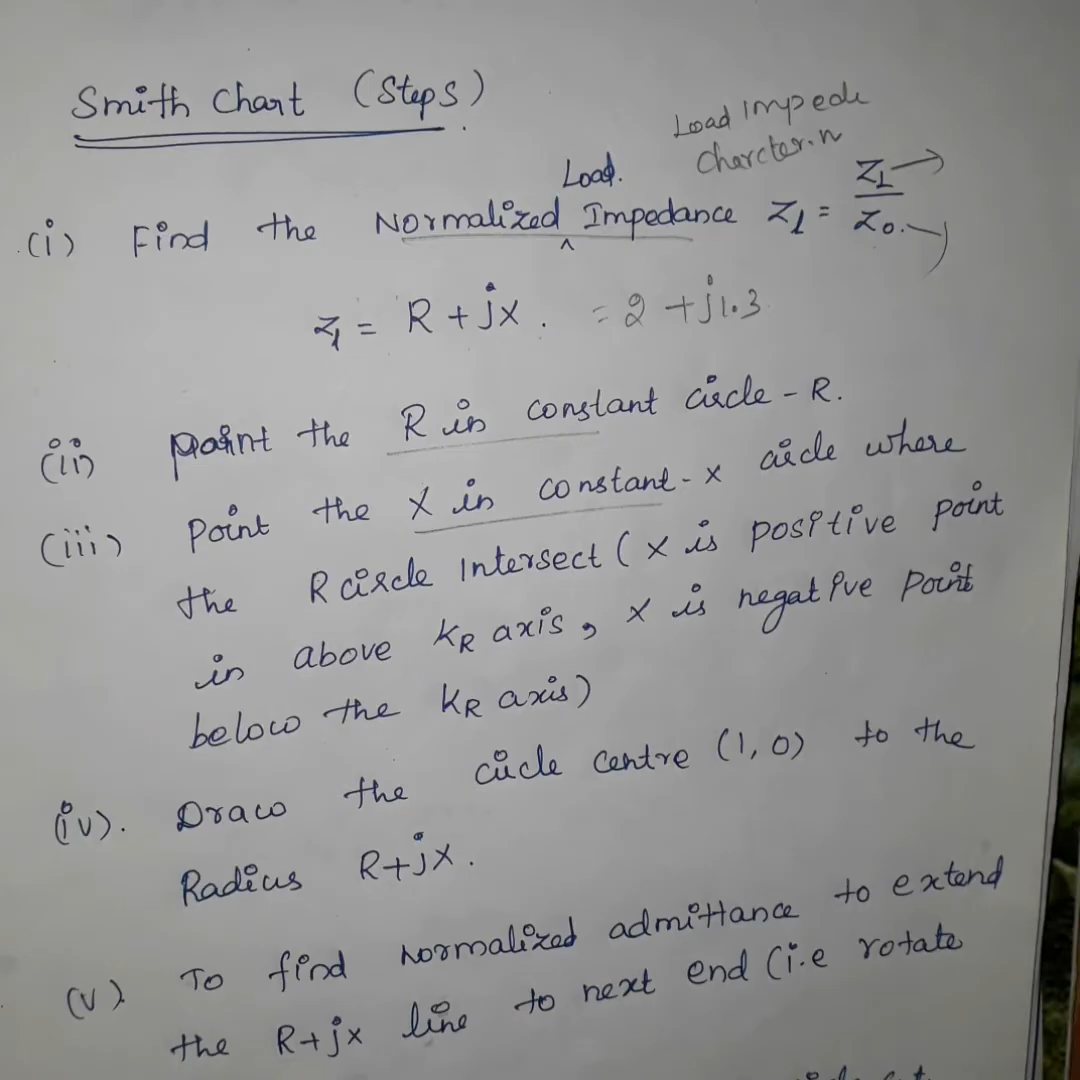 Smith Chart (Steps)
Load Impede
Charcter.n
Load.
(i) Find the Normalized ^ Impedance Z1 = ZL/Z0.
z1 = R + jx. = 2 + j1.3
(ii) point the R in constant circle - R.
(iii) Point the X in constant - x circle where
the R circle Intersect (x is positive point
in above KR axis, x is negative Point
below the KR axis)
(iv). Draw the circle centre (1, 0) to the
Radius R+jx.
(v). To find normalized admittance to extend
the R+jx line to next end (i.e rotate